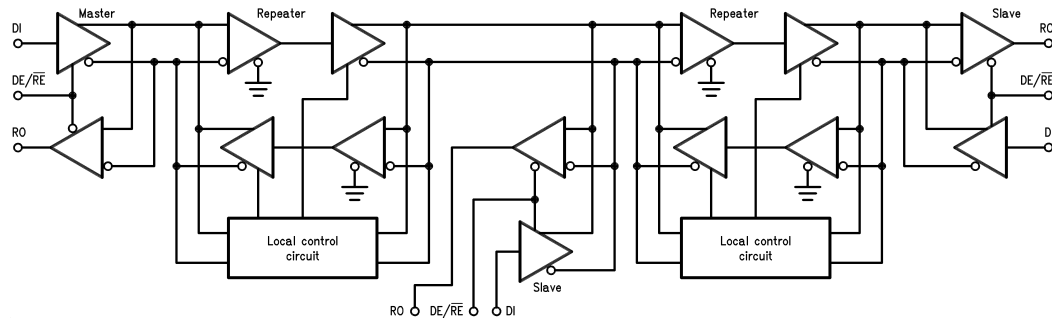 Master
Repeater
Repeater
Slave
DI
RO
DE/RE
DE/RE
RO
D
Local control
circuit
Local control
circuit
Slave
RO
DE/RE
DI